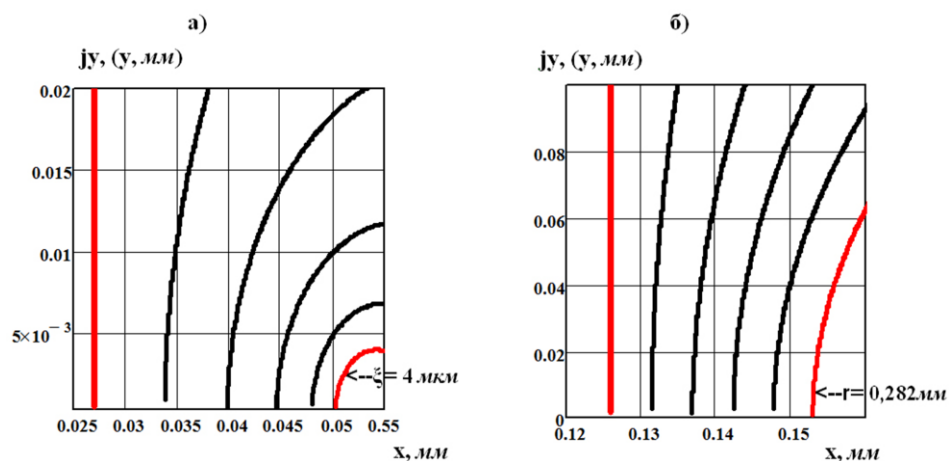 а)
jy, (y, мм)
0.02
0.015
0.01
5×10⁻³
0.025 0.03 0.035 0.04 0.045 0.05 0.55
x, мм
<--ξ= 4 мкм
б)
jy, (y, мм)
0.08
0.06
0.04
0.02
0
0.12 0.13 0.14 0.15
x, мм
<--r= 0,282мм